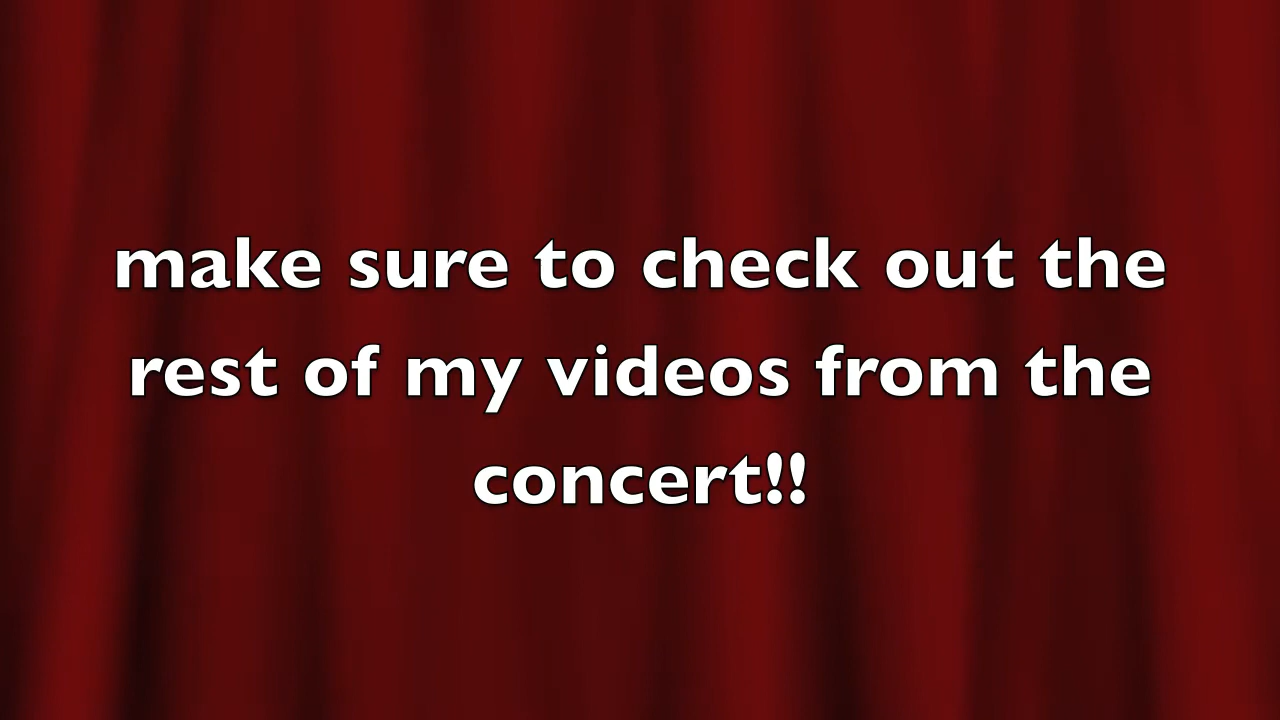 make sure to check out the
rest of my videos from the
concert!!